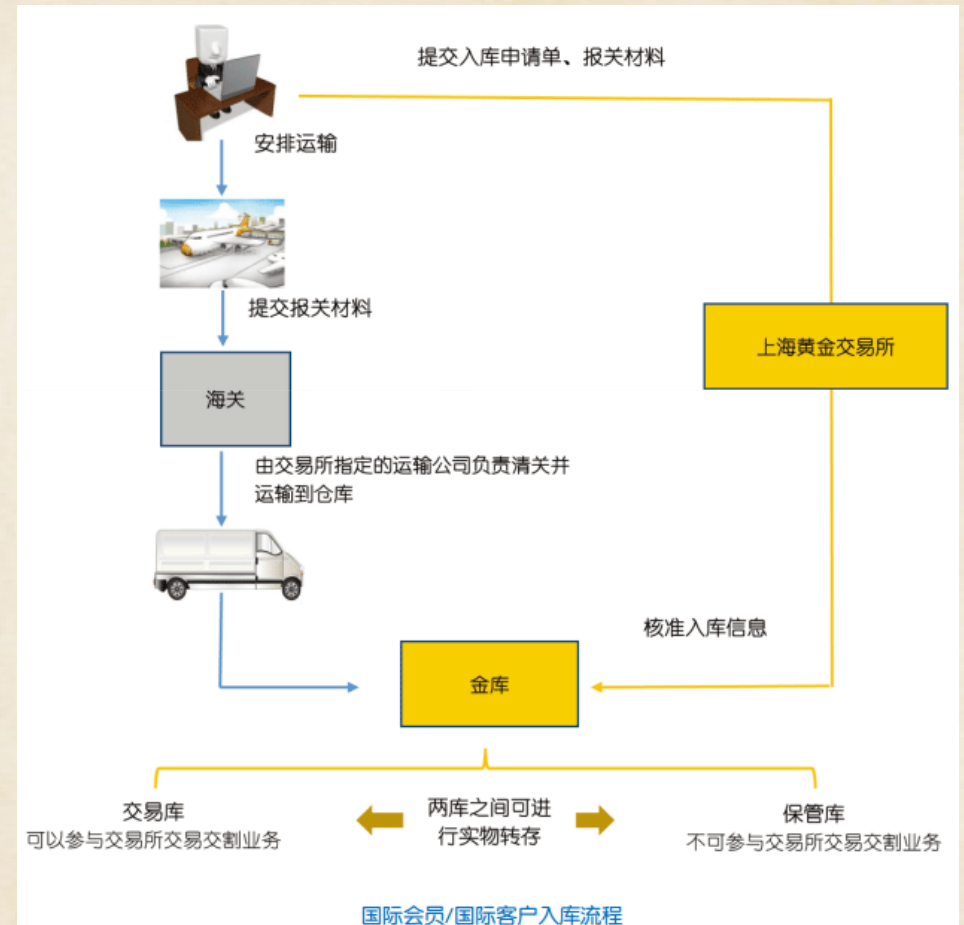 提交入库申请单、报关材料
安排运输
提交报关材料
上海黄金交易所
海关
由交易所指定的运输公司负责清关并
运输到仓库
核准入库信息
金库
交易库
可以参与交易所交易交割业务
两库之间可进
行实物转存
保管库
不可参与交易所交易交割业务
国际会员/国际客户入库流程